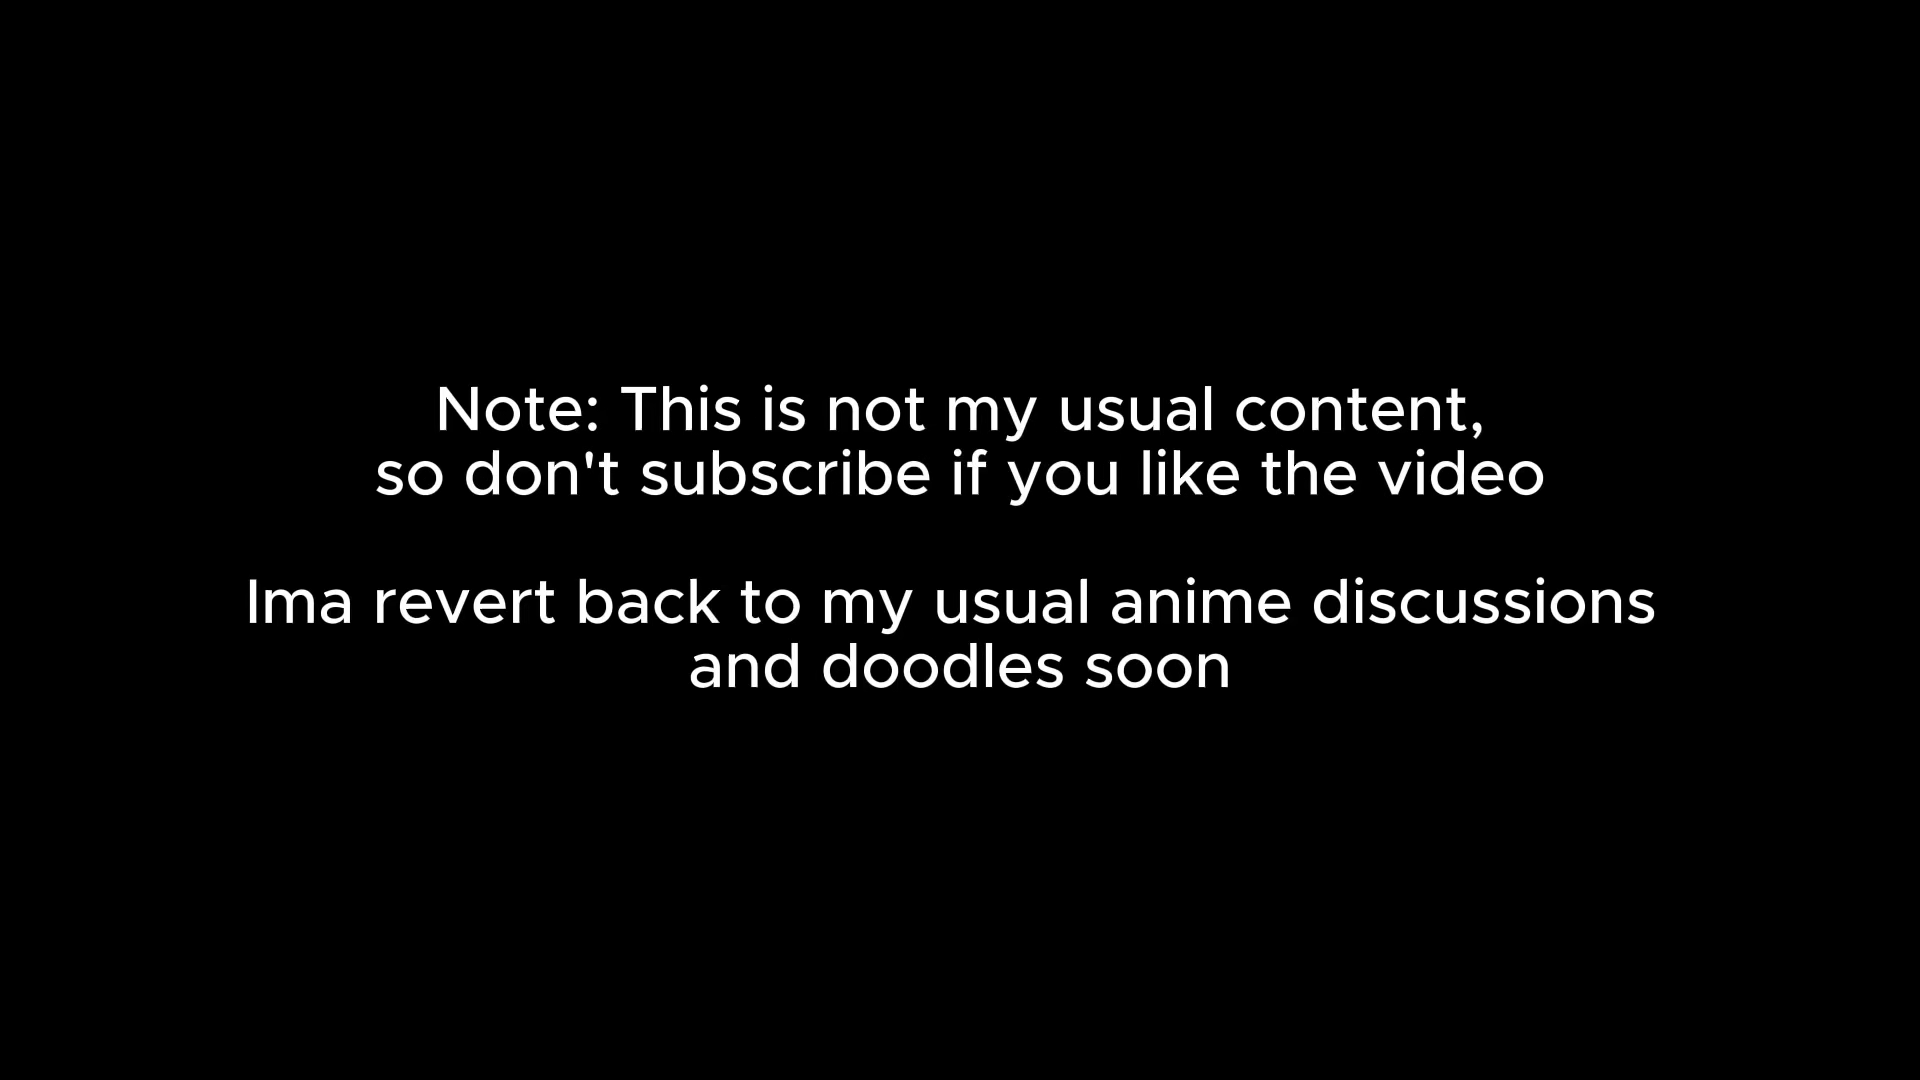 Note: This is not my usual content,
so don't subscribe if you like the video
Ima revert back to my usual anime discussions
and doodles soon